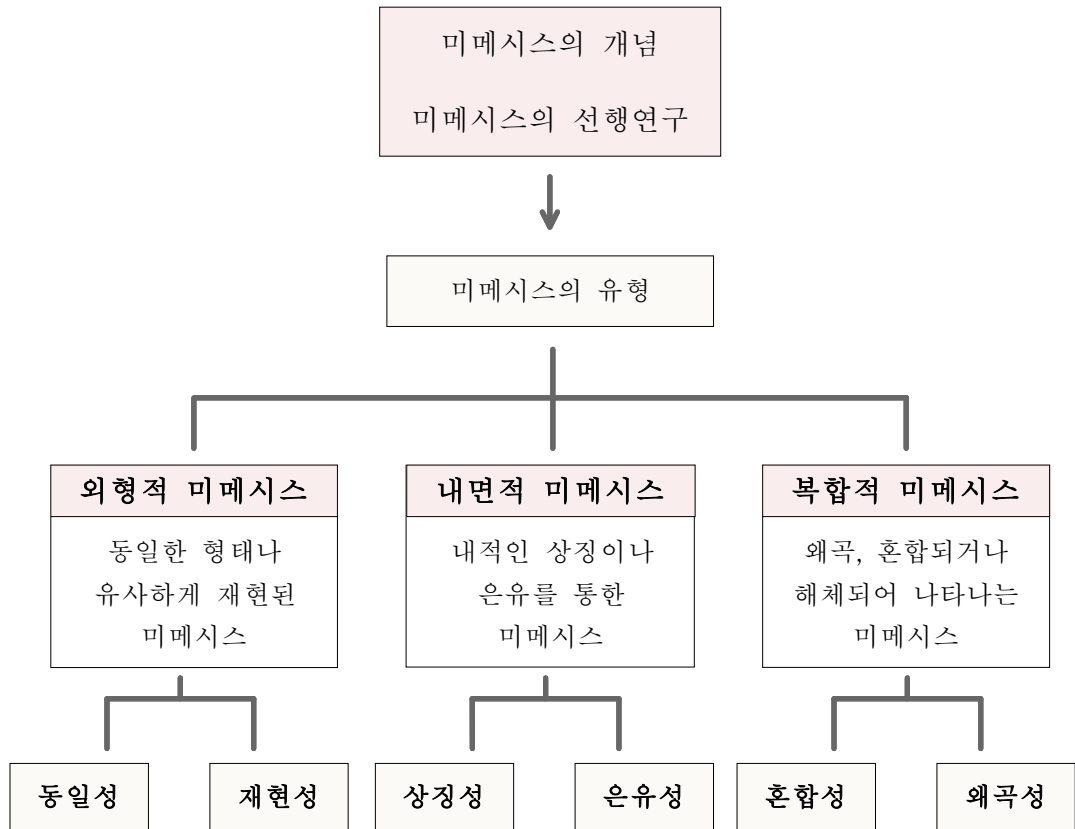 미메시스의 개념
미메시스의 선행연구
미메시스의 유형
외형적 미메시스
동일한 형태나
유사하게 재현된
미메시스
내면적 미메시스
내적인 상징이나
은유를 통한
미메시스
복합적 미메시스
왜곡, 혼합되거나
해체되어 나타나는
미메시스
동일성
재현성
상징성
은유성
혼합성
왜곡성